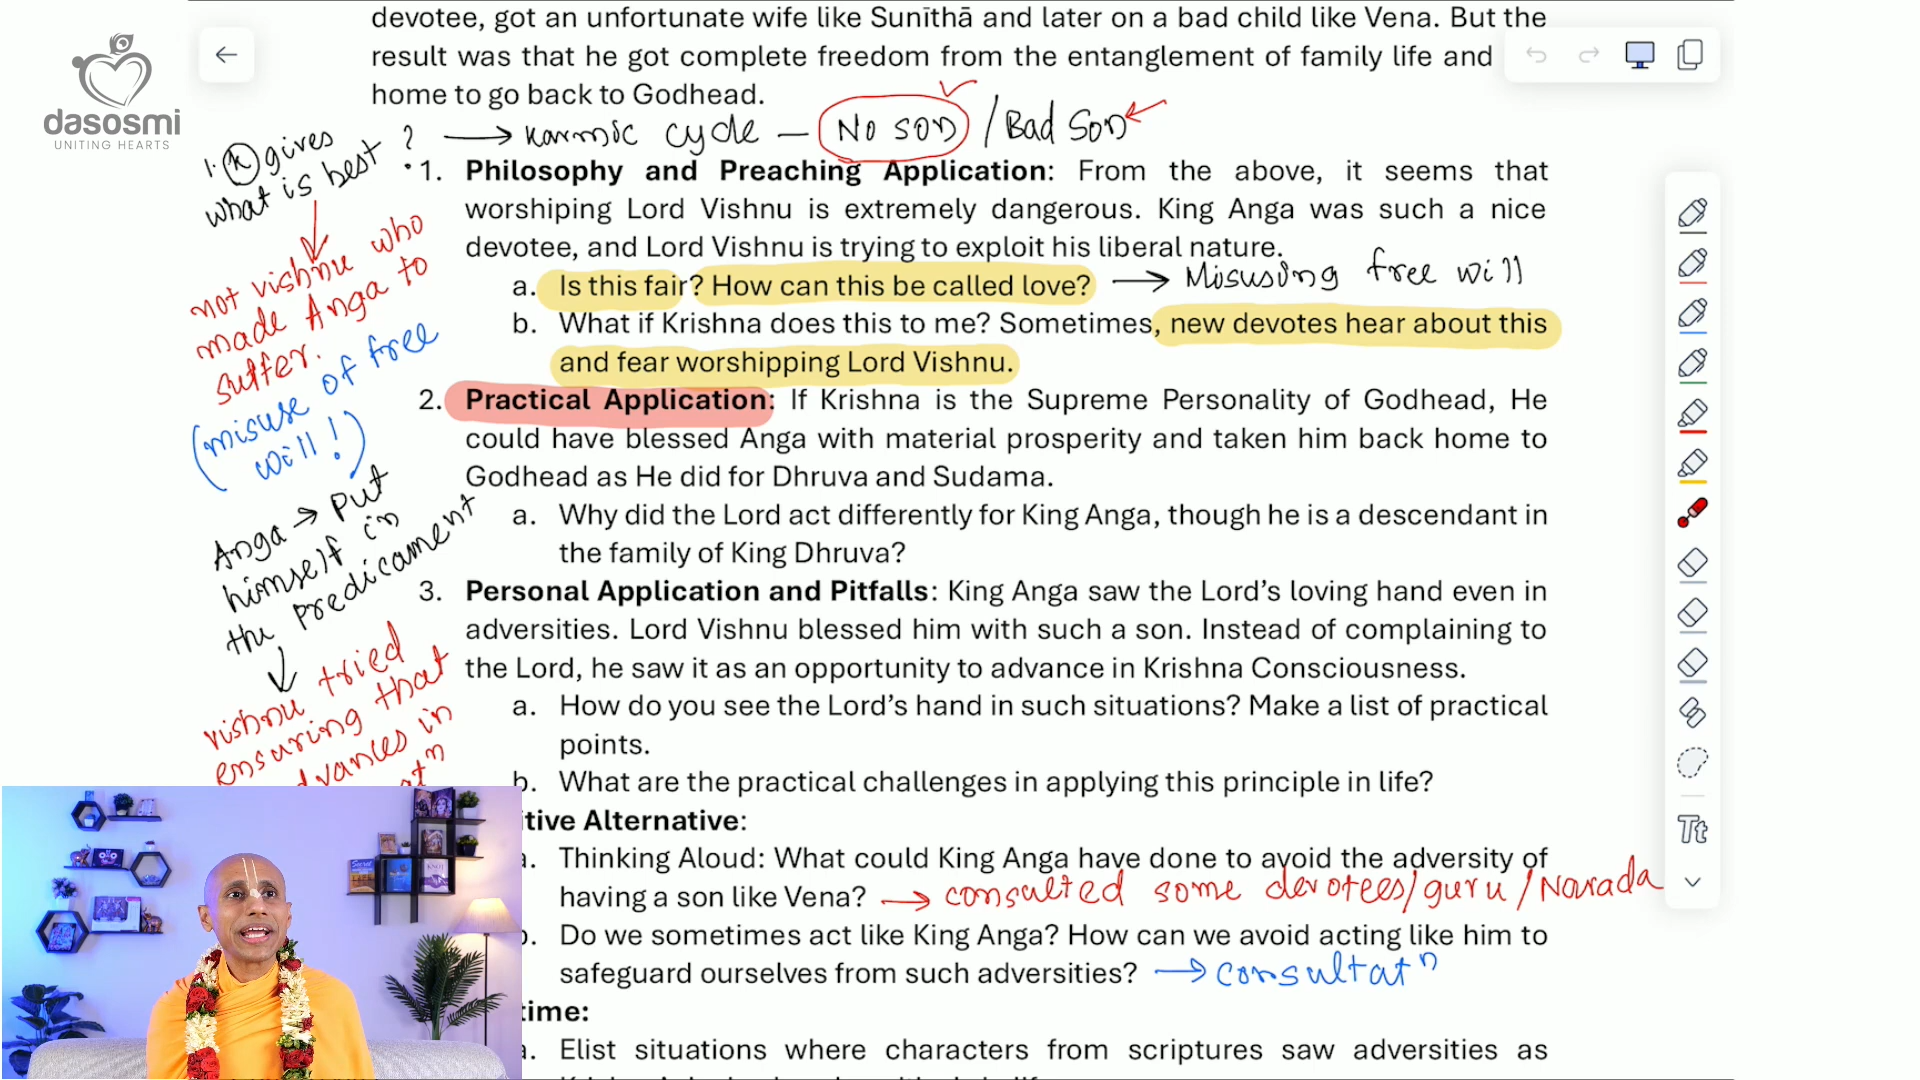 devotee, got an unfortunate wife like Sunīthā and later on a bad child like Vena. But the
result was that he got complete freedom from the entanglement of family life and
home to go back to Godhead.
dasosmi
UNITING HEARTS
? → Karmic cycle – No son / Bad Son
1. (K) gives
what is best
1. Philosophy and Preaching Application: From the above, it seems that
worshiping Lord Vishnu is extremely dangerous. King Anga was such a nice
devotee, and Lord Vishnu is trying to exploit his liberal nature.
a. Is this fair? How can this be called love? → Misusing free will
b. What if Krishna does this to me? Sometimes, new devotes hear about this
and fear worshipping Lord Vishnu.
not vishnu who
made Anga to
suffer.
(misuse of free
will!)
2. Practical Application: If Krishna is the Supreme Personality of Godhead, He
could have blessed Anga with material prosperity and taken him back home to
Godhead as He did for Dhruva and Sudama.
a. Why did the Lord act differently for King Anga, though he is a descendant in
the family of King Dhruva?
Anga → Put
himself in
the predicament
3. Personal Application and Pitfalls: King Anga saw the Lord's loving hand even in
adversities. Lord Vishnu blessed him with such a son. Instead of complaining to
the Lord, he saw it as an opportunity to advance in Krishna Consciousness.
a. How do you see the Lord's hand in such situations? Make a list of practical
points.
b. What are the practical challenges in applying this principle in life?
vishnu tried
ensuring that
dvances in
tive Alternative:
a. Thinking Aloud: What could King Anga have done to avoid the adversity of
having a son like Vena? → consulted some devotees/guru/Narada
b. Do we sometimes act like King Anga? How can we avoid acting like him to
safeguard ourselves from such adversities? → consultatⁿ
time:
a. Elist situations where characters from scriptures saw adversities as
Tt